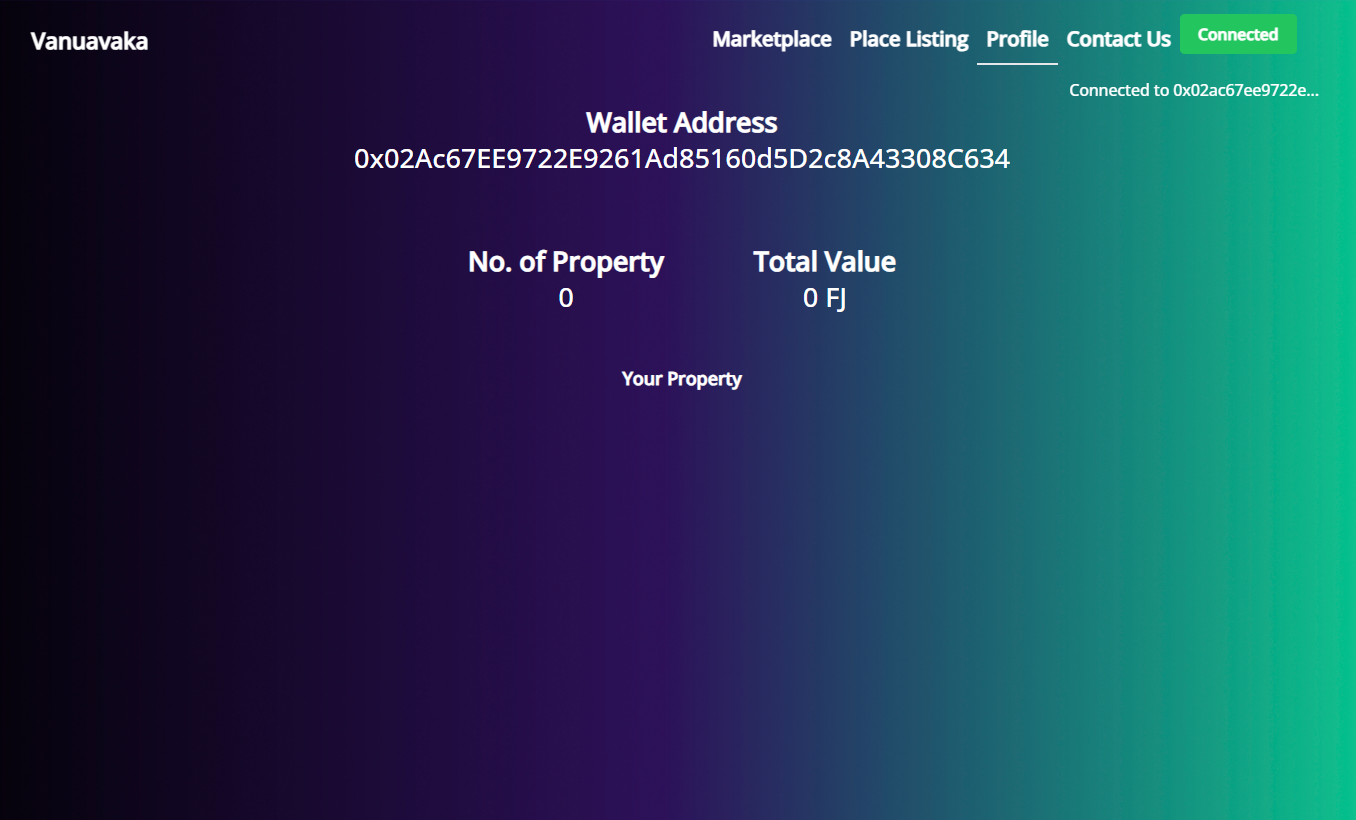 Vanuavaka
Marketplace Place Listing Profile Contact Us Connected
Connected to 0x02ac67ee9722e...
Wallet Address
0x02Ac67EE9722E9261Ad85160d5D2c8A43308C634
No. of Property Total Value
0 0 FJ
Your Property